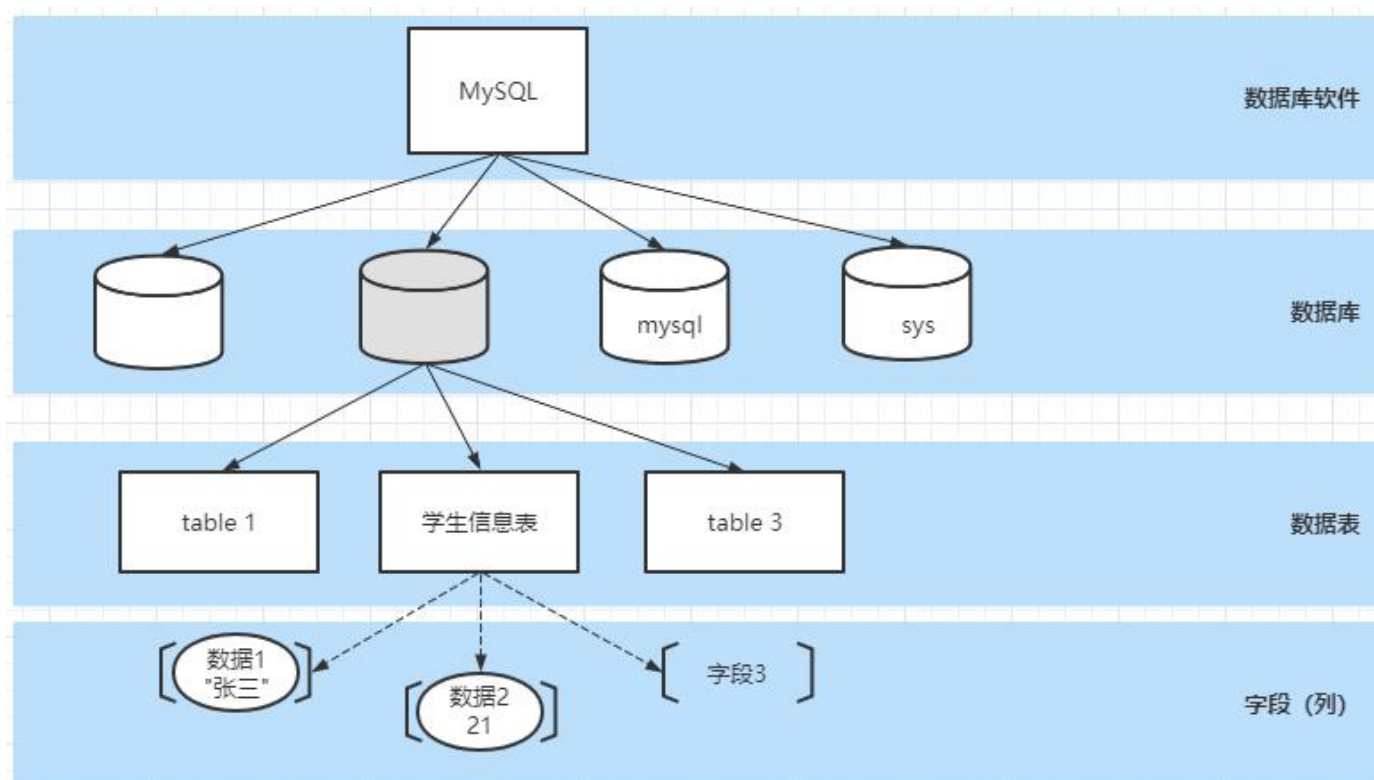 MySQL
数据库软件
mysql
sys
数据库
table 1
学生信息表
table 3
数据表
数据1
"张三"
数据2
21
字段3
字段（列）